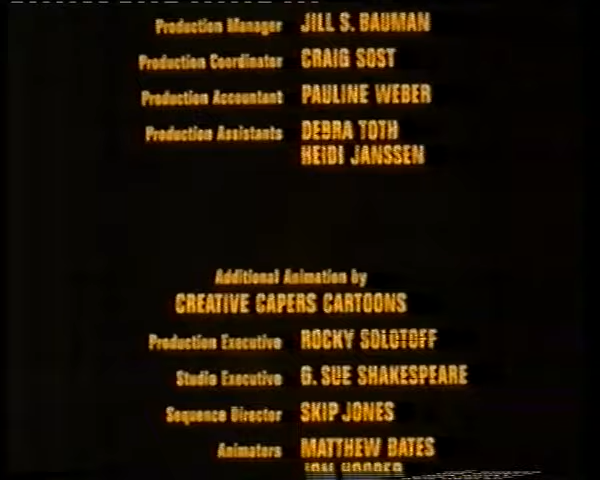 Production Manager JILL S. BAUMAN
Production Coordinator CRAIG SOST
Production Accountant PAULINE WEBER
Production Assistants DEBRA TOTH
HEIDI JANSSEN
Additional Animation by
CREATIVE CAPERS CARTOONS
Production Executive ROCKY SOLOTOFF
Studio Executive G. SUE SHAKESPEARE
Sequence Director SKIP JONES
Animators MATTHEW BATES